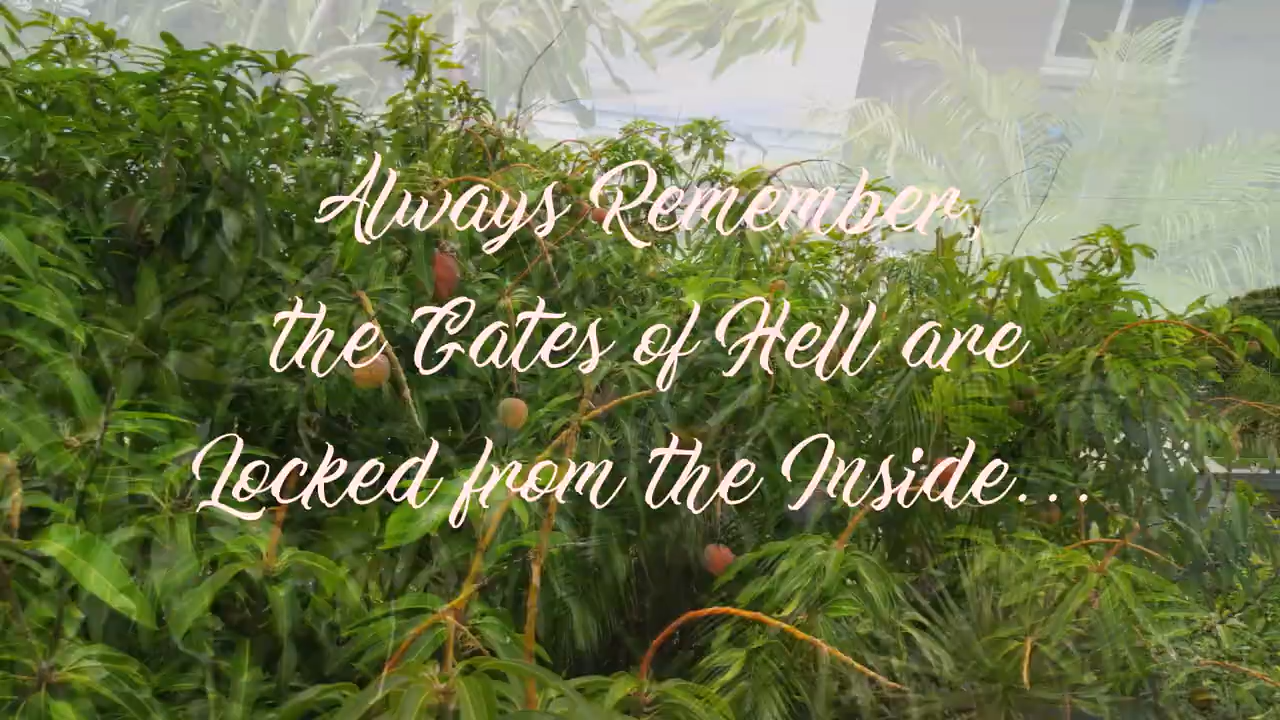 Always Remember,
the Gates of Hell are
Locked from the Inside...